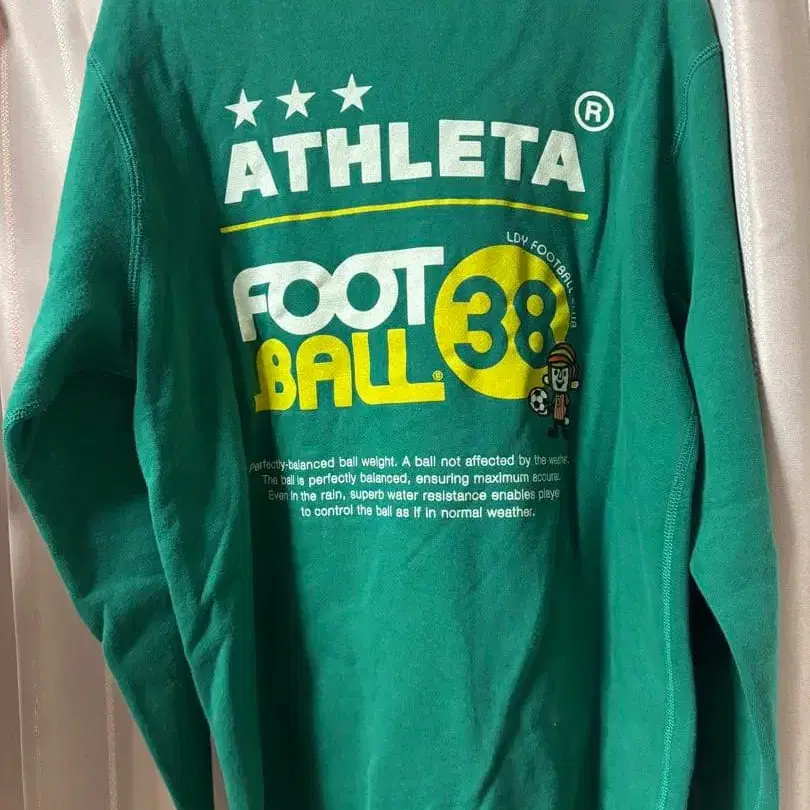 ★★★
ATHLETA ®
LDY FOOTBALL CLUB
FOOT
BALL®
38
perfectly-balanced ball weight. A ball not affected by the weather.
The ball is perfectly balanced, ensuring maximum
Even in the rain, superb water resistance enables player
to control the ball as if in normal weather.